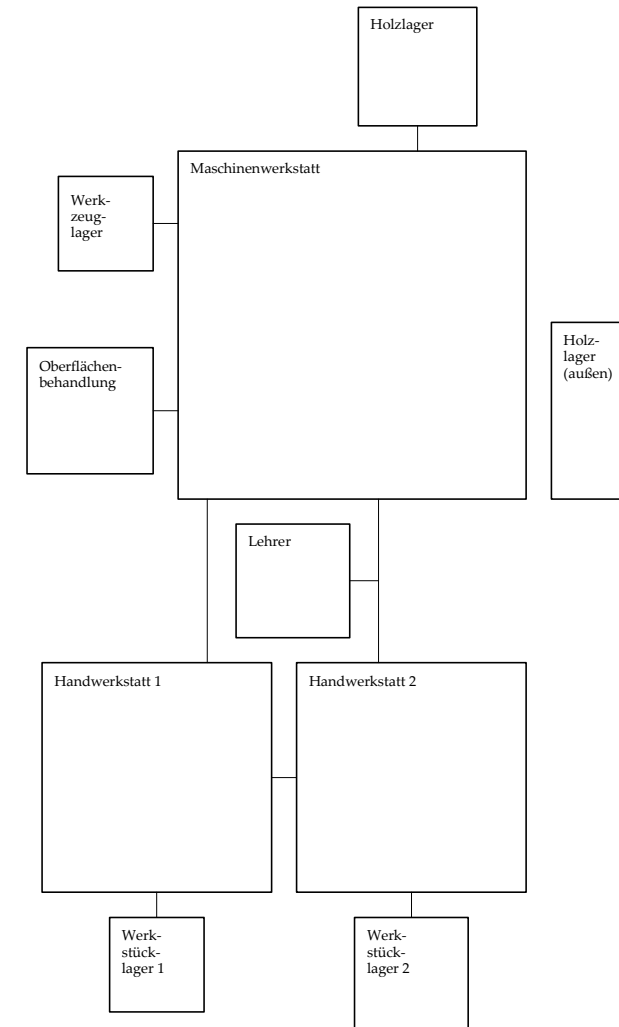 Holzlager
Maschinenwerkstatt
Werk-
zeug-
lager
Holz-
lager
(außen)
Oberflächen-
behandlung
Lehrer
Handwerkstatt 1
Handwerkstatt 2
Werk-
stück-
lager 1
Werk-
stück-
lager 2